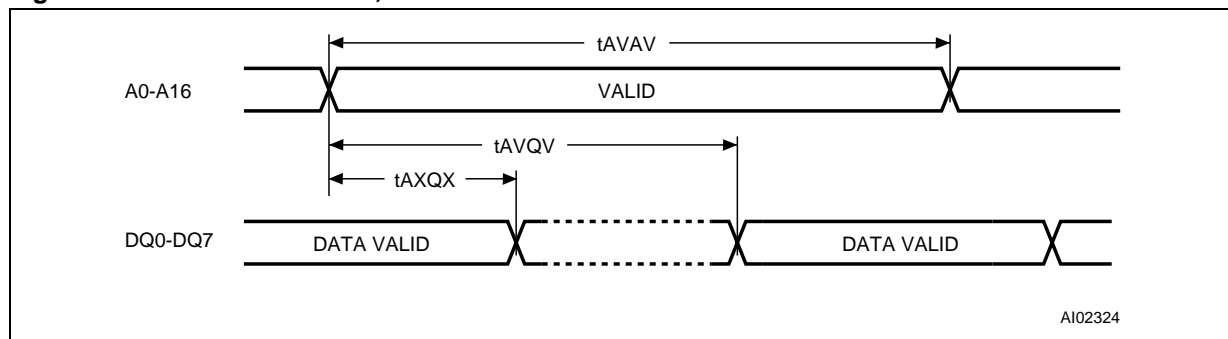 tAVAV
A0-A16 VALID
tAVQV
tAXQX
DQ0-DQ7 DATA VALID DATA VALID
AI02324